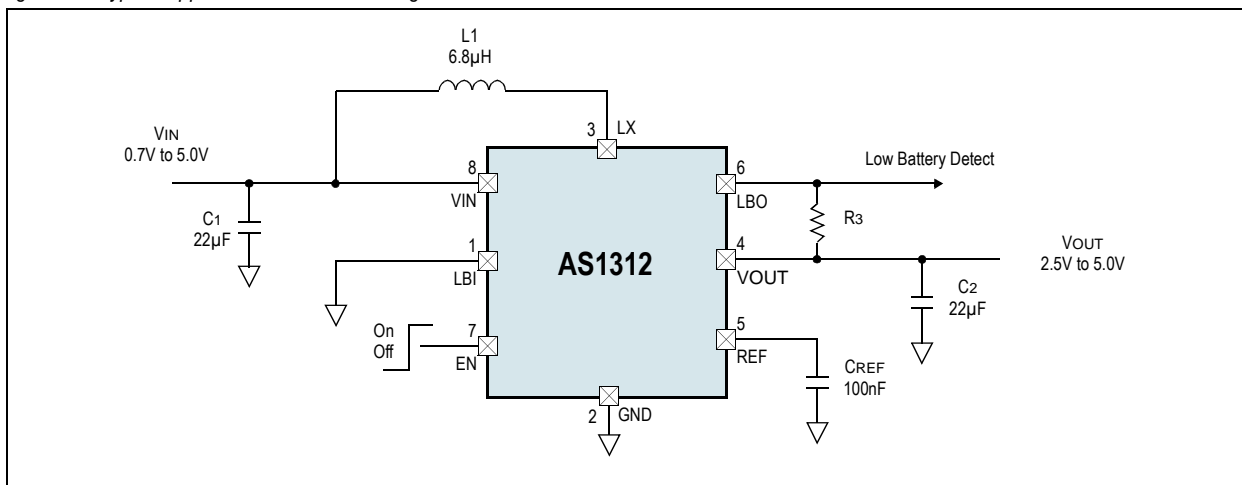 L1
6.8µH
3
LX
VIN
0.7V to 5.0V
8
VIN
6
LBO
Low Battery Detect
C1
22µF
R3
1
LBI
AS1312
4
VOUT
VOUT
2.5V to 5.0V
C2
22µF
On
Off
7
EN
5
REF
CREF
100nF
2
GND